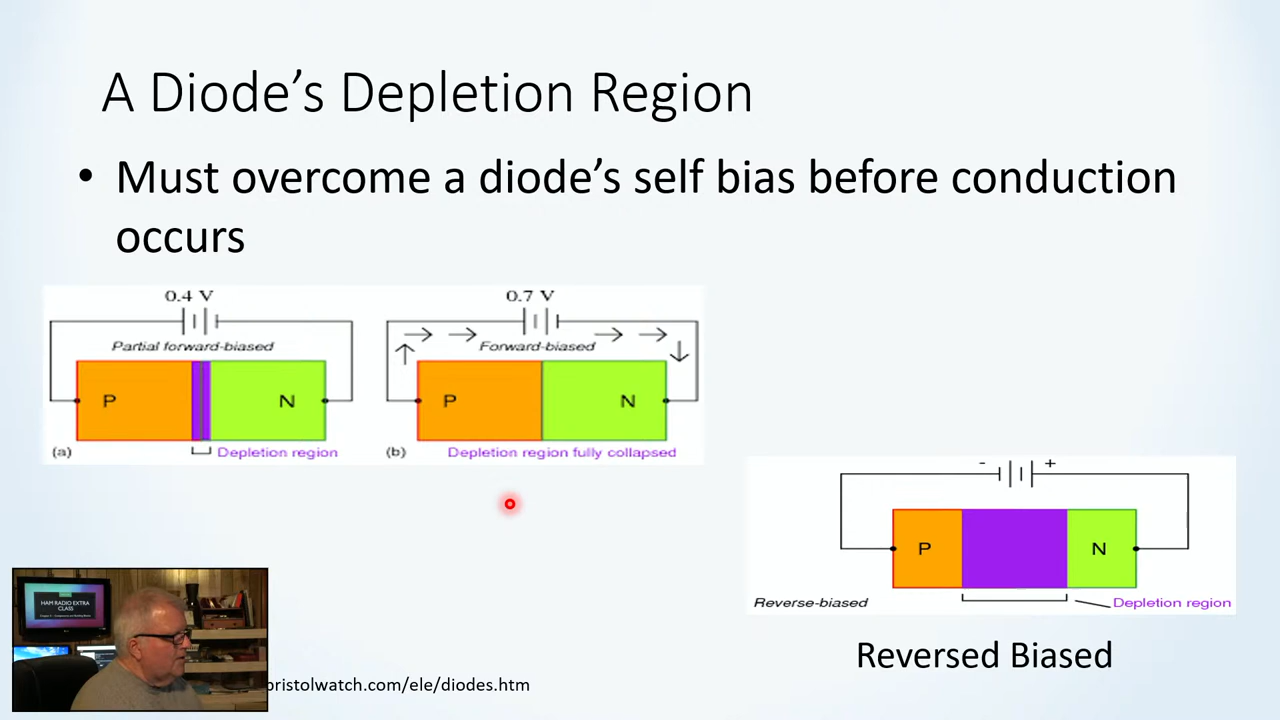 A Diode's Depletion Region
• Must overcome a diode's self bias before conduction
occurs
0.4 V
Partial forward-biased
P
N
(a)
Depletion region
0.7 V
Forward-biased
P
N
(b)
Depletion region fully collapsed
- +
P
N
Reverse-biased
Depletion region
Reversed Biased
HAM RADIO EXTRA
CLASS
bristolwatch.com/ele/diodes.htm